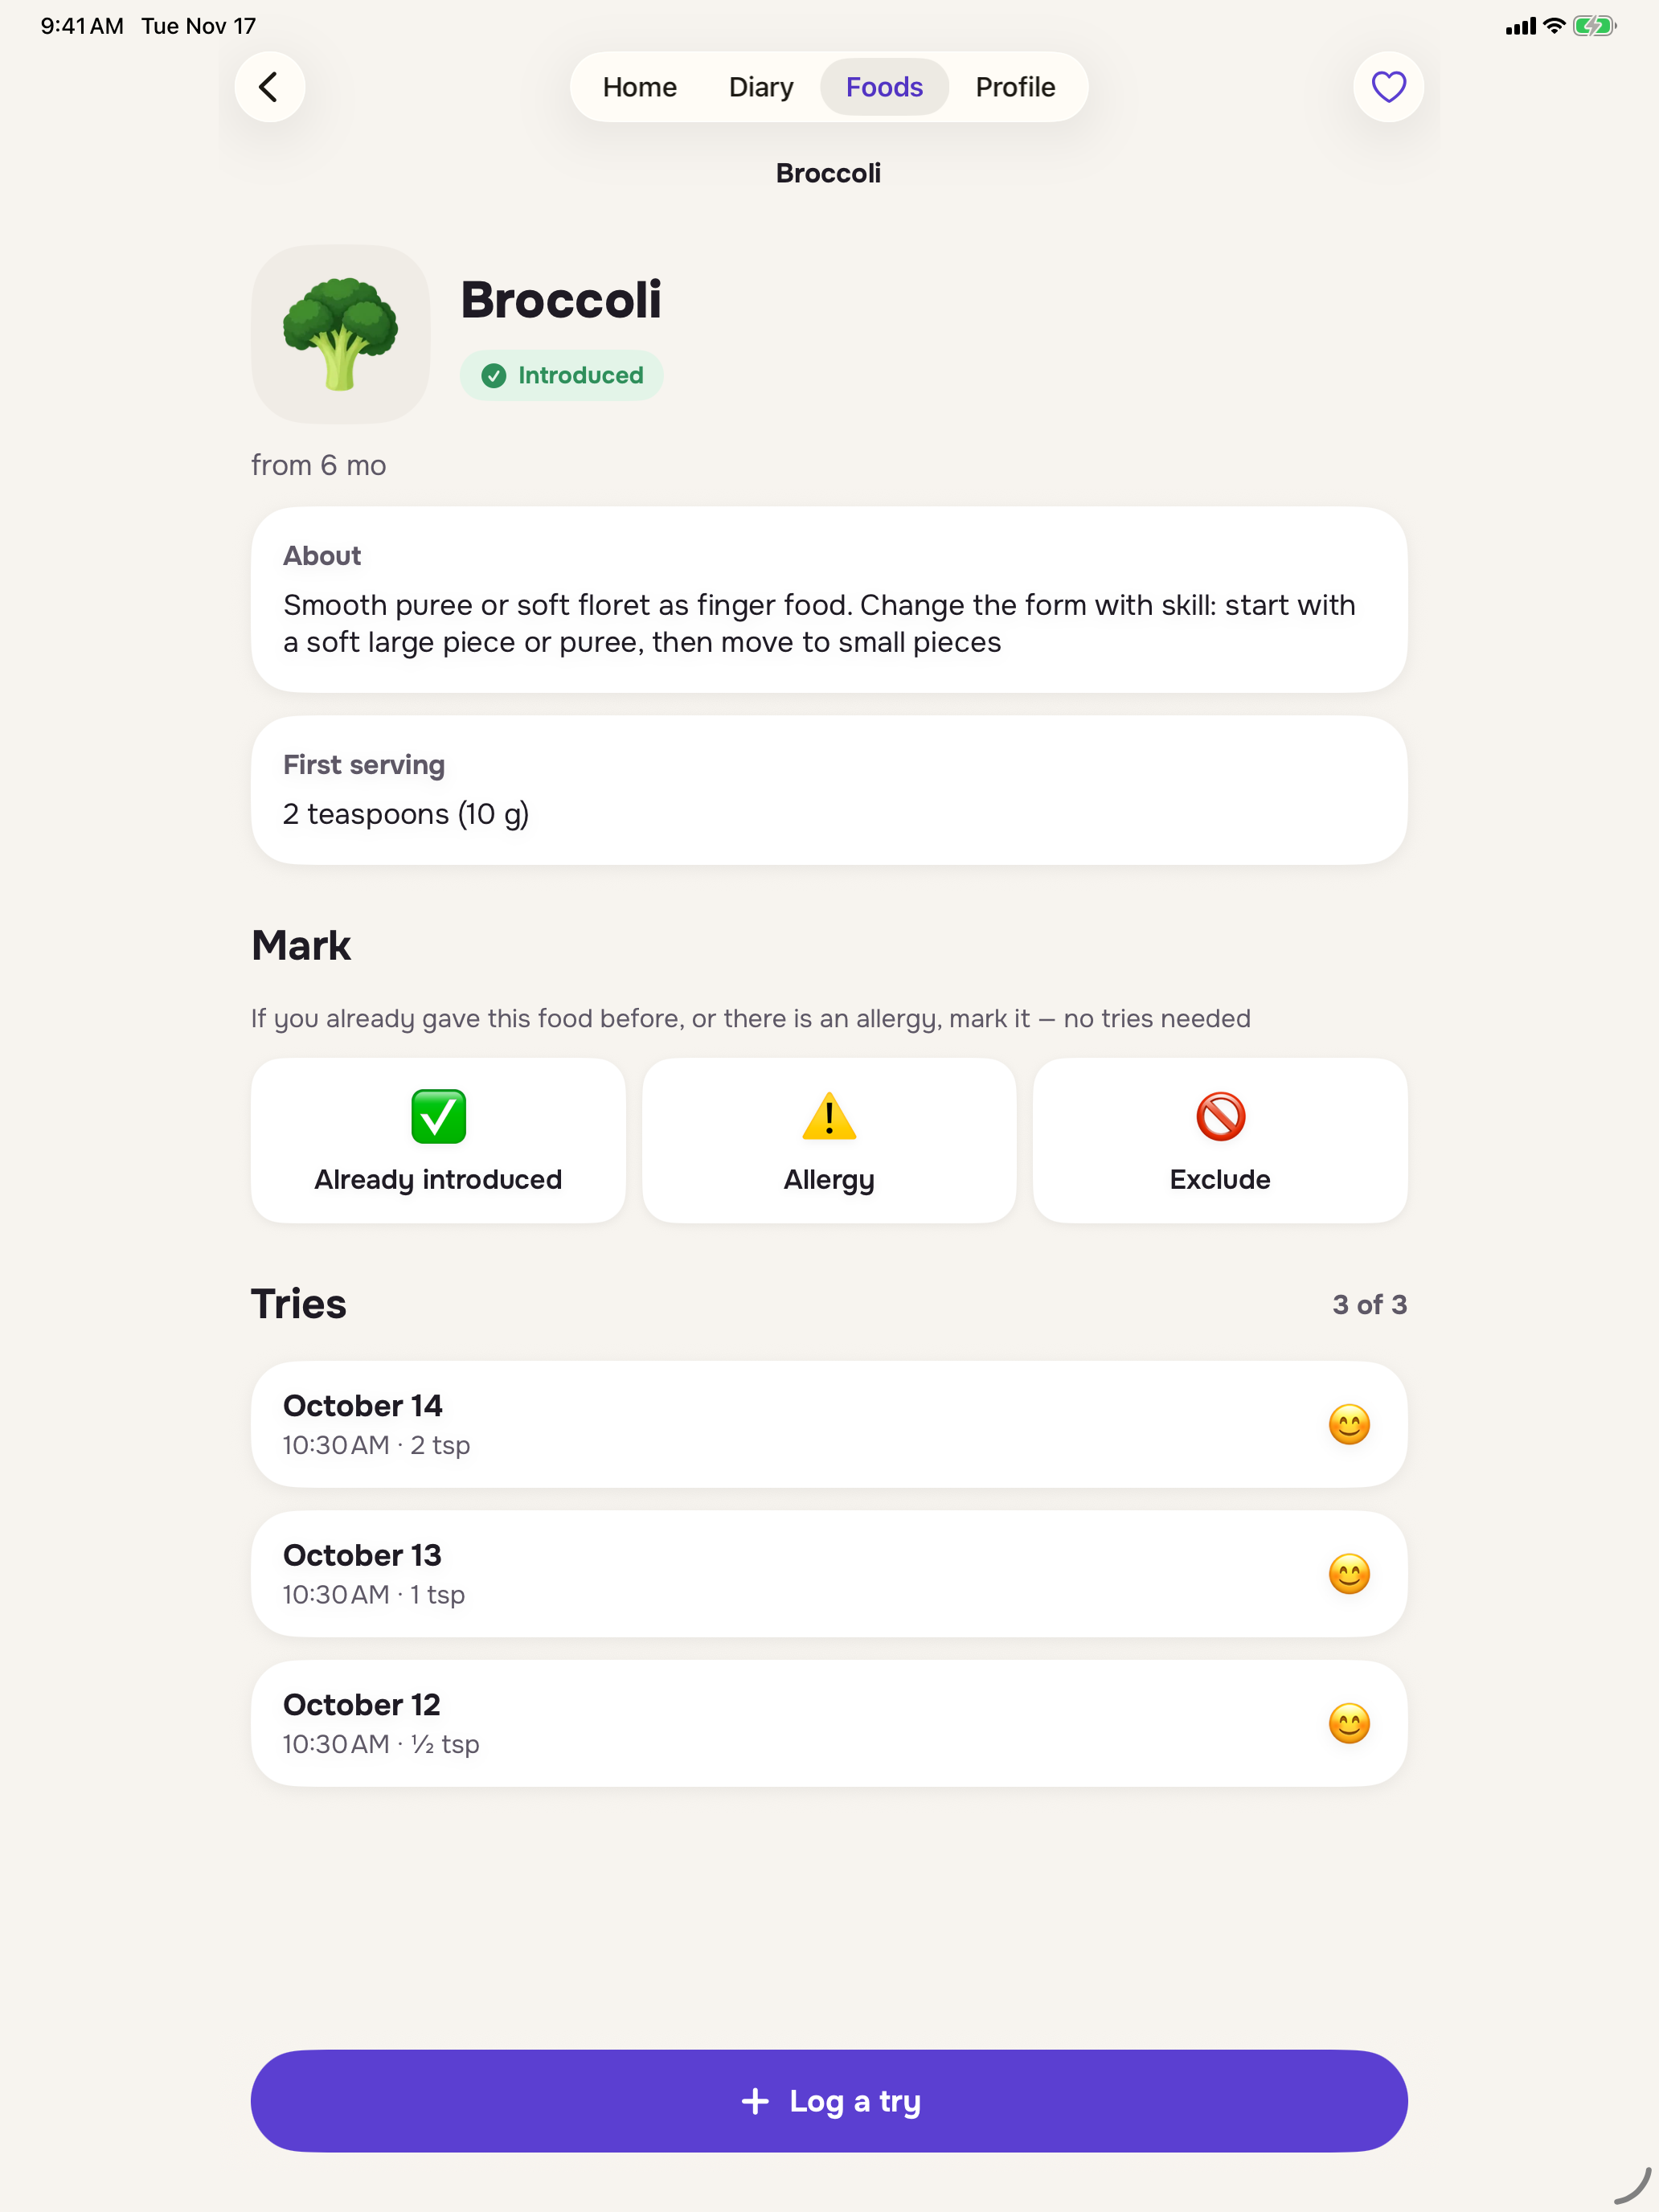 9:41 AM Tue Nov 17
Home Diary Foods Profile
Broccoli
Broccoli
Introduced
from 6 mo
About
Smooth puree or soft floret as finger food. Change the form with skill: start with
a soft large piece or puree, then move to small pieces
First serving
2 teaspoons (10 g)
Mark
If you already gave this food before, or there is an allergy, mark it — no tries needed
Already introduced
Allergy
Exclude
Tries
3 of 3
October 14
10:30 AM · 2 tsp
October 13
10:30 AM · 1 tsp
October 12
10:30 AM · ½ tsp
+ Log a try